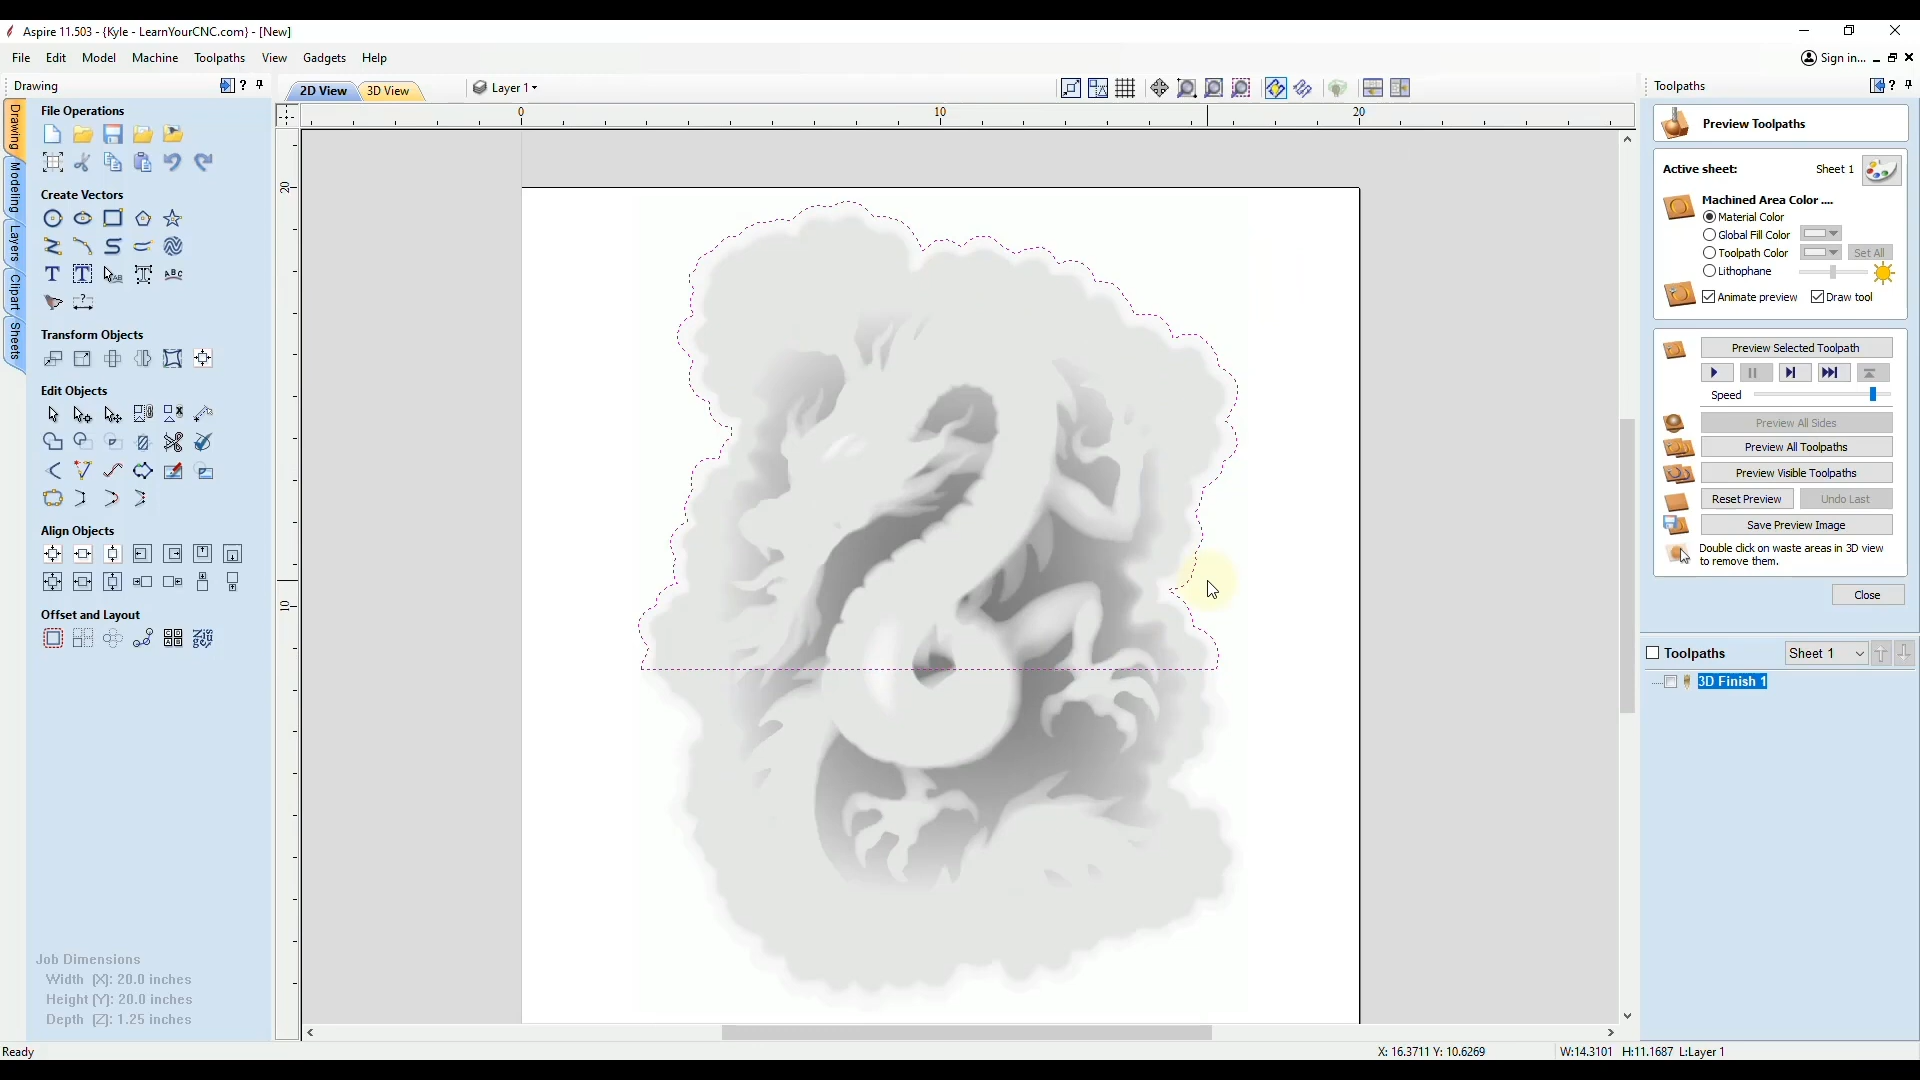 Aspire 11.503 - {Kyle - LearnYourCNC.com} - [New]
File Edit Model Machine Toolpaths View Gadgets Help
Sign in...
Drawing
2D View 3D View
Layer 1
Toolpaths
Drawing
Modeling
Layers
Clipart
Sheets
File Operations
Create Vectors
Transform Objects
Edit Objects
Align Objects
Offset and Layout
Job Dimensions
Width (X): 20.0 inches
Height (Y): 20.0 inches
Depth (Z): 1.25 inches
0 10 20
20
10
Preview Toolpaths
Active sheet: Sheet 1
Machined Area Color ....
Material Color
Global Fill Color
Toolpath Color Set All
Lithophane
Animate preview Draw tool
Preview Selected Toolpath
Speed
Preview All Sides
Preview All Toolpaths
Preview Visible Toolpaths
Reset Preview Undo Last
Save Preview Image
Double click on waste areas in 3D view
to remove them.
Close
Toolpaths Sheet 1
3D Finish 1
Ready
X: 16.3711 Y: 10.6269
W:14.3101 H:11.1687 L:Layer 1